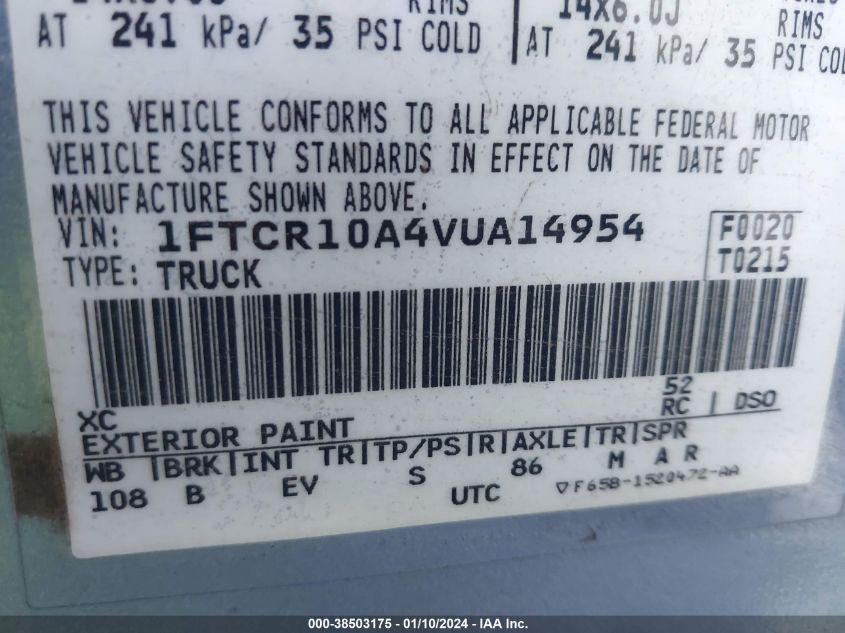 RIMS
14X6.0J
RIMS
AT 241 kPa/ 35 PSI COLD
AT 241 kPa/ 35 PSI COL
THIS VEHICLE CONFORMS TO ALL APPLICABLE FEDERAL MOTOR
VEHICLE SAFETY STANDARDS IN EFFECT ON THE DATE OF
MANUFACTURE SHOWN ABOVE.
VIN: 1FTCR10A4VUA14954
F0020
TYPE: TRUCK
T0215
52
XC
RC | DSO
EXTERIOR PAINT
WB |BRK|INT TR|TP/PS|R|AXLE|TR|SPR
108 B EV S 86 M A R
UTC ▽F65B-1520472-AA
000-38503175 - 01/10/2024 - IAA Inc.